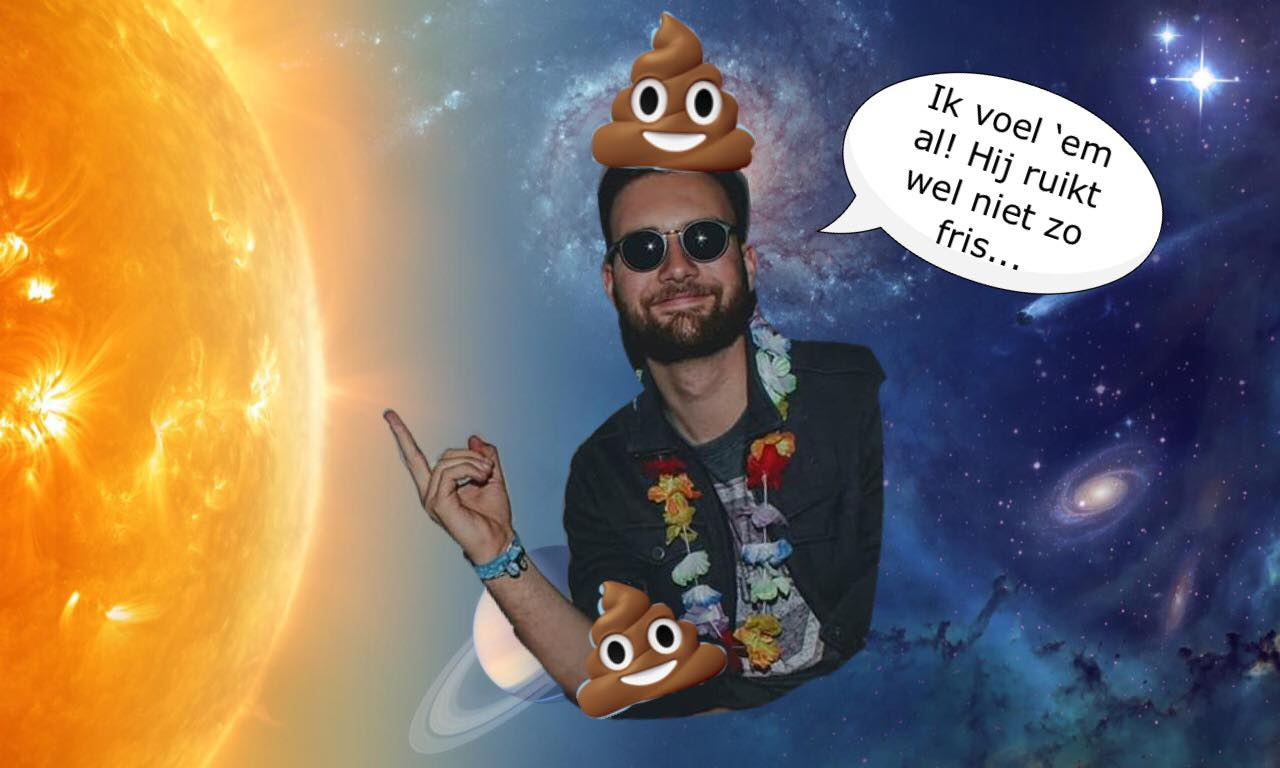 Ik voel ‘em
al! Hij ruikt
wel niet zo
fris...